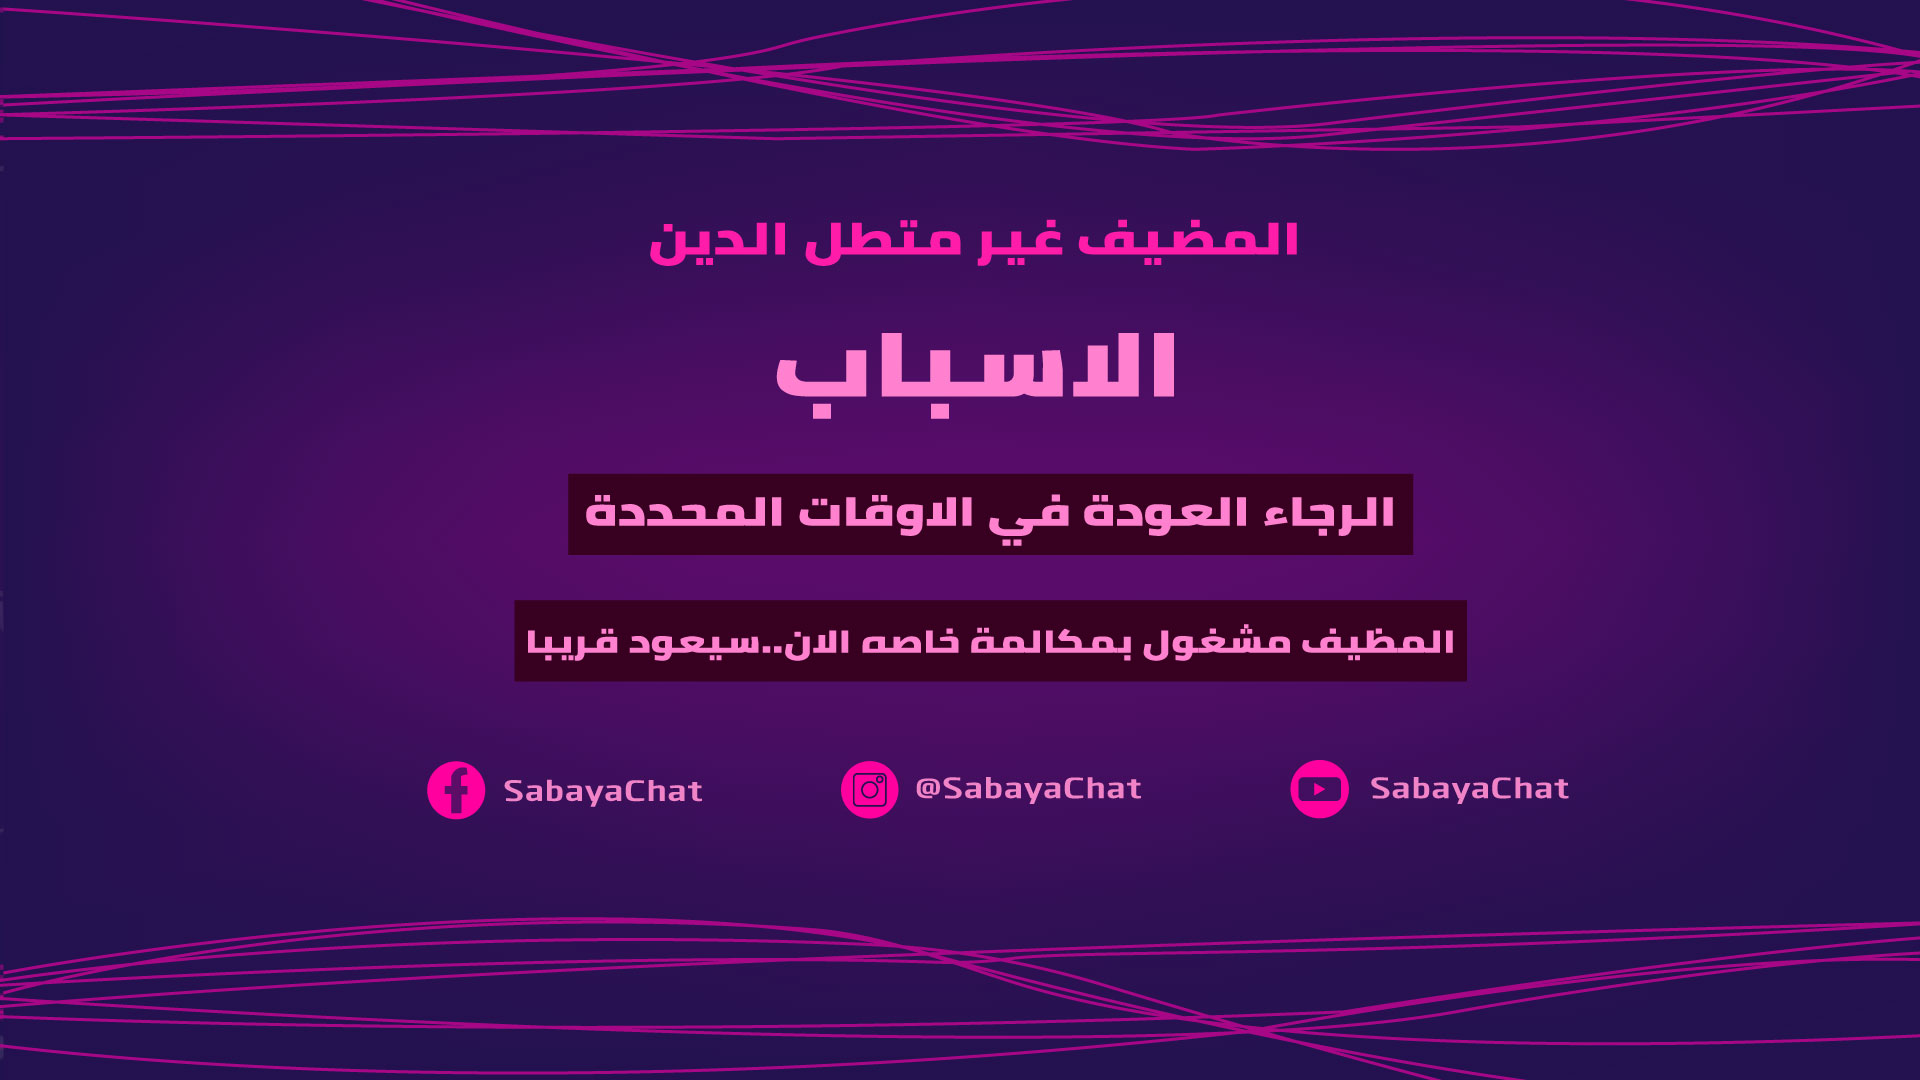 المضيف غير متطل الدين
الاسباب
الرجاء العودة في الاوقات المحددة
المظيف مشغول بمكالمة خاصه الان..سيعود قريبا
SabayaChat @SabayaChat SabayaChat